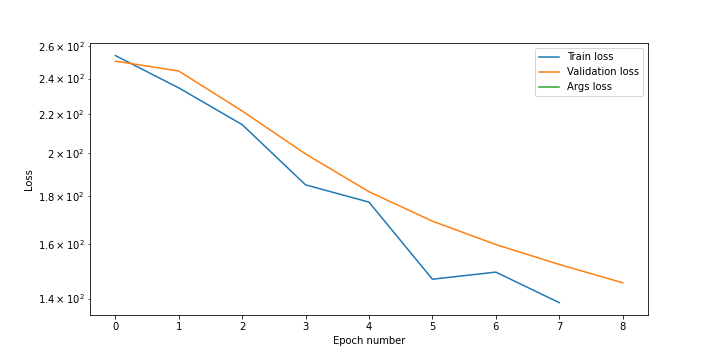 2.6 × 10²
2.4 × 10²
2.2 × 10²
2 × 10²
1.8 × 10²
1.6 × 10²
1.4 × 10²
Loss
Train loss
Validation loss
Args loss
0 1 2 3 4 5 6 7 8
Epoch number